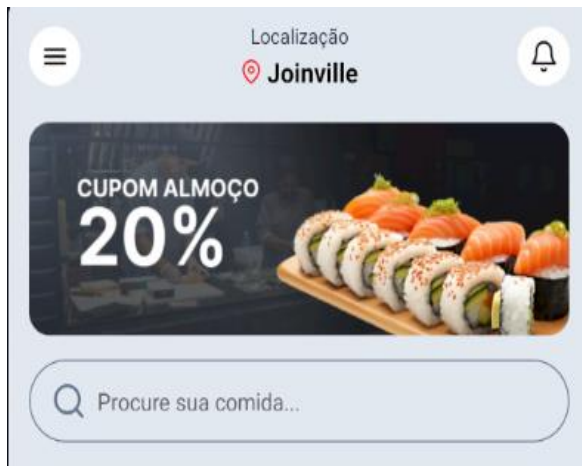 Localização
Joinville
CUPOM ALMOÇO
20%
Procure sua comida...